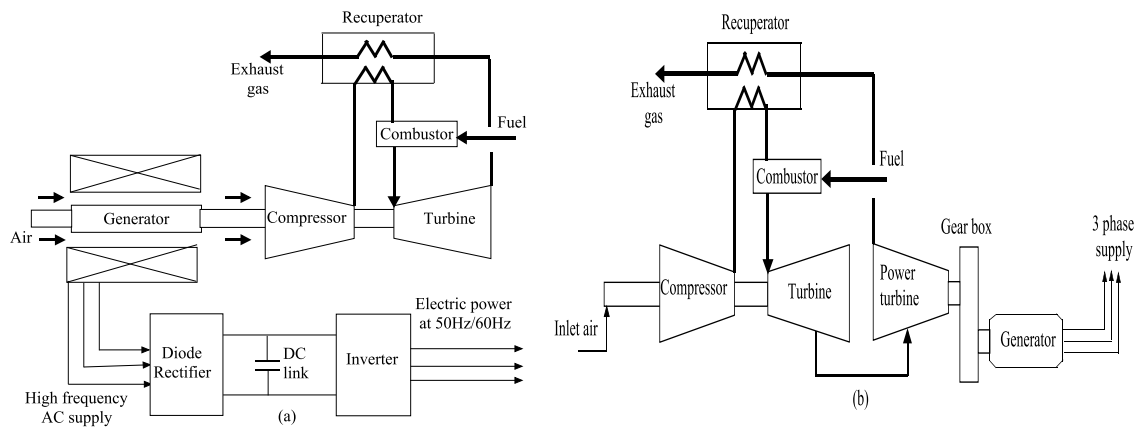 Recuperator
Exhaust
gas
Fuel
Combustor
Generator
Compressor
Turbine
Air
Electric power
at 50Hz/60Hz
Diode
Rectifier
DC
link
Inverter
High frequency
AC supply
(a)
Recuperator
Exhaust
gas
Fuel
Combustor
Gear box
3 phase
supply
Compressor
Turbine
Power
turbine
Inlet air
Generator
(b)